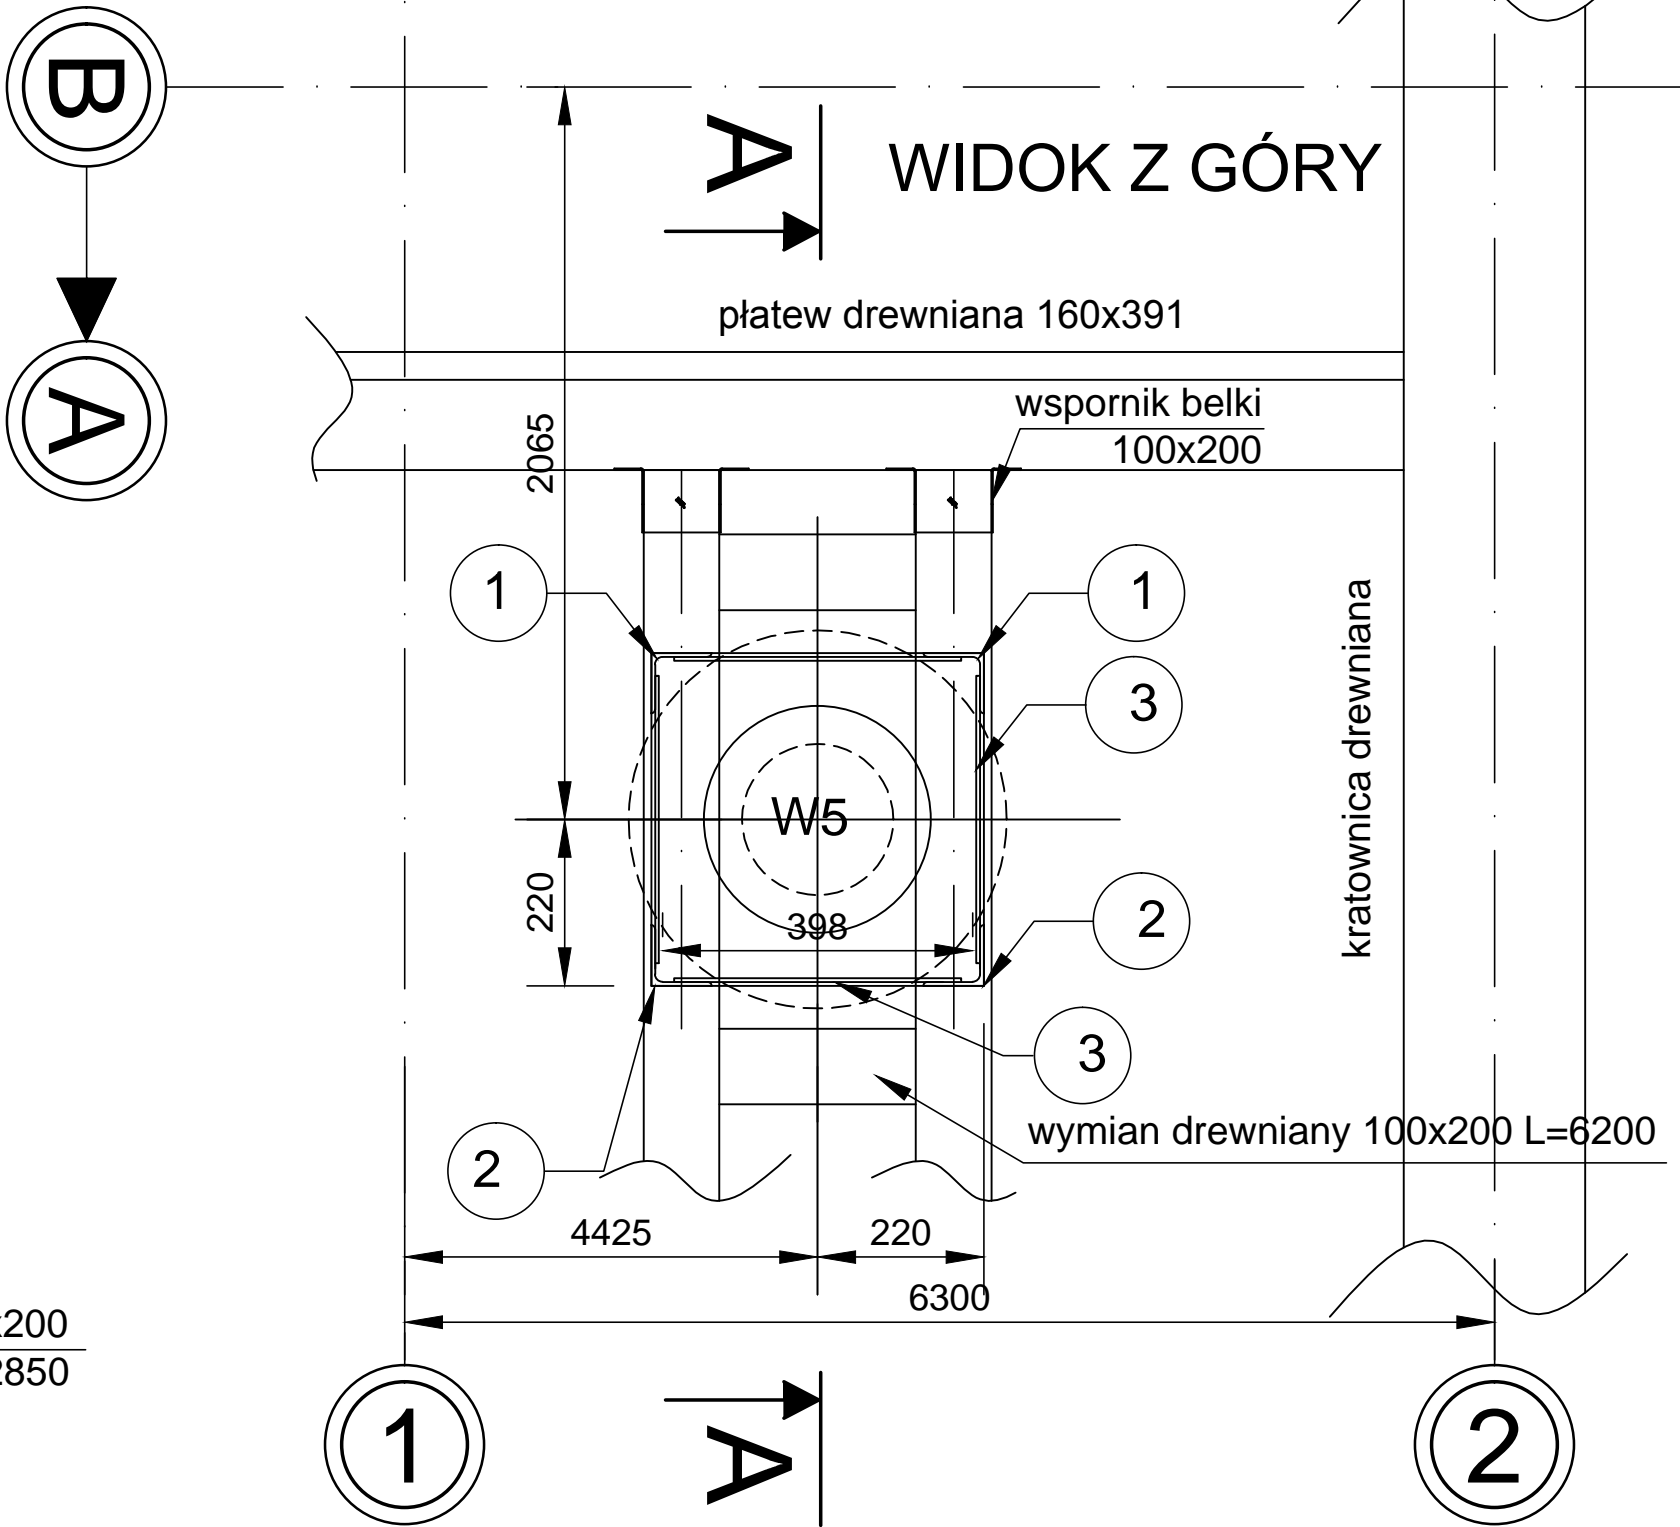 B
A
WIDOK Z GÓRY
płatew drewniana 160x391
A
wspornik belki
100x200
2065
1
1
3
kratownica drewniana
W5
220
398
2
3
wymian drewniany 100x200 L=6200
2
4425
220
6300
x200
2850
1
A
2